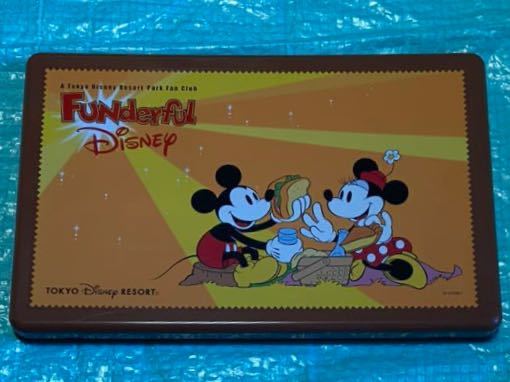 A Tokyo Disney Resort Park Fan Club
FUNderful
Disney
TOKYO Disney RESORT